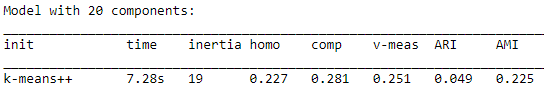 Model with 20 components:
init time inertia homo comp v-meas ARI AMI
k-means++ 7.28s 19 0.227 0.281 0.251 0.049 0.225